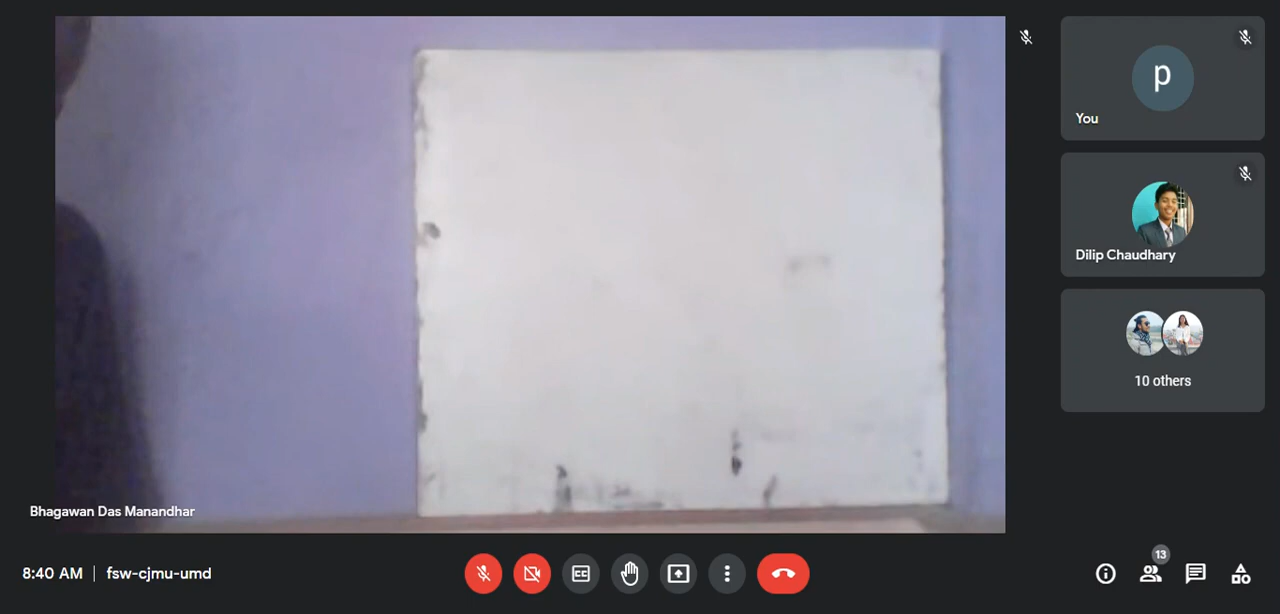 p
You
Dilip Chaudhary
10 others
Bhagawan Das Manandhar
8:40 AM | fsw-cjmu-umd
CC
13